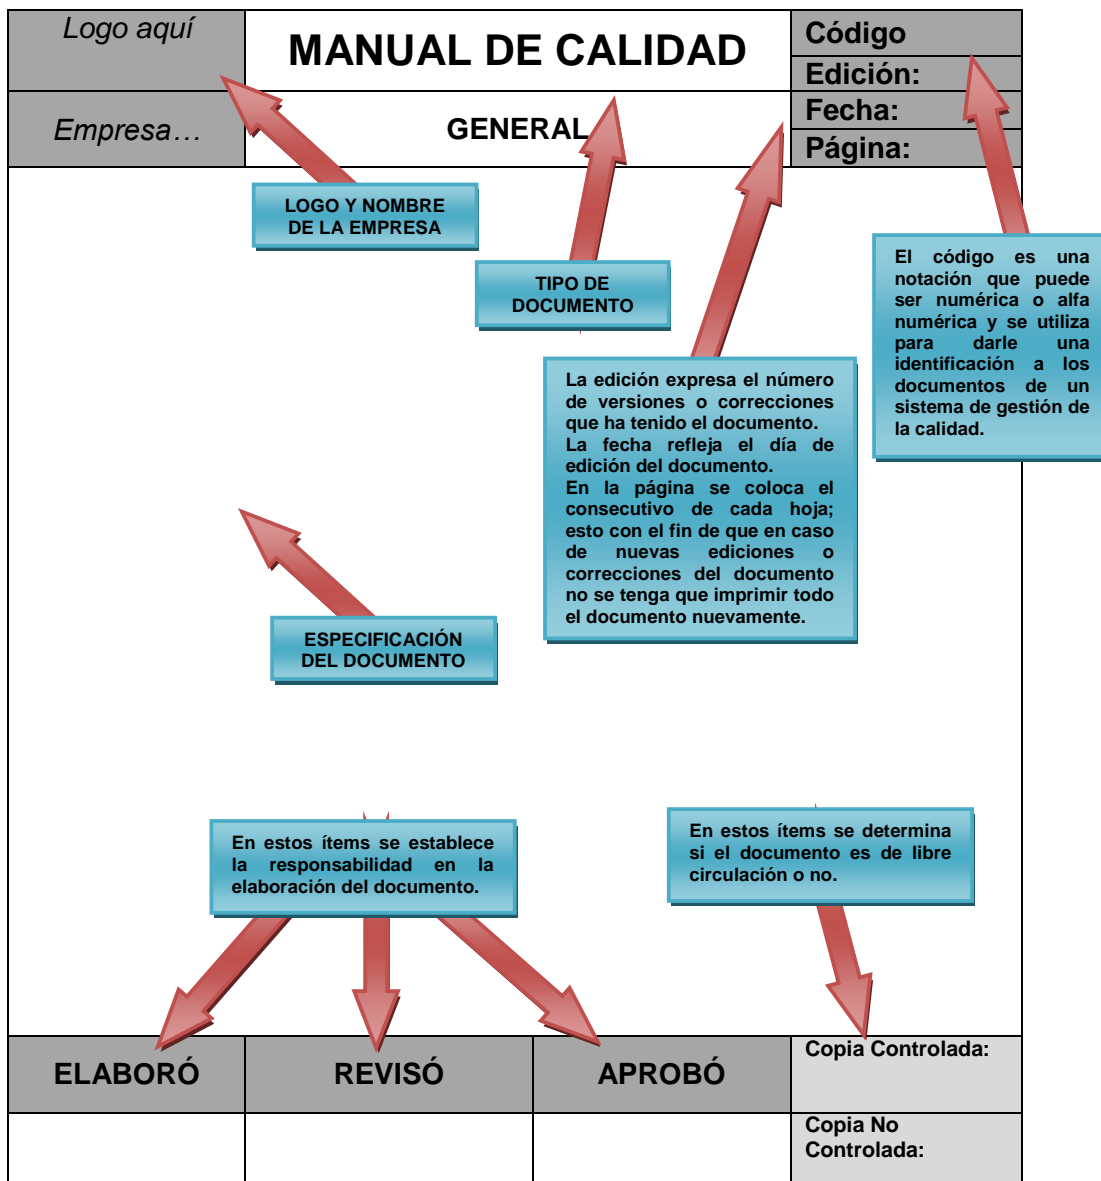 Logo aquí
MANUAL DE CALIDAD
Código
Edición:
Empresa...
GENERAL
Fecha:
Página:
LOGO Y NOMBRE
DE LA EMPRESA
TIPO DE
DOCUMENTO
El código es una
notación que puede
ser numérica o alfa
numérica y se utiliza
para darle una
identificación a los
documentos de un
sistema de gestión de
la calidad.
La edición expresa el número
de versiones o correcciones
que ha tenido el documento.
La fecha refleja el día de
edición del documento.
En la página se coloca el
consecutivo de cada hoja;
esto con el fin de que en caso
de nuevas ediciones o
correcciones del documento
no se tenga que imprimir todo
el documento nuevamente.
ESPECIFICACIÓN
DEL DOCUMENTO
En estos ítems se establece
la responsabilidad en la
elaboración del documento.
En estos ítems se determina
si el documento es de libre
circulación o no.
ELABORÓ
REVISÓ
APROBÓ
Copia Controlada:
Copia No
Controlada: